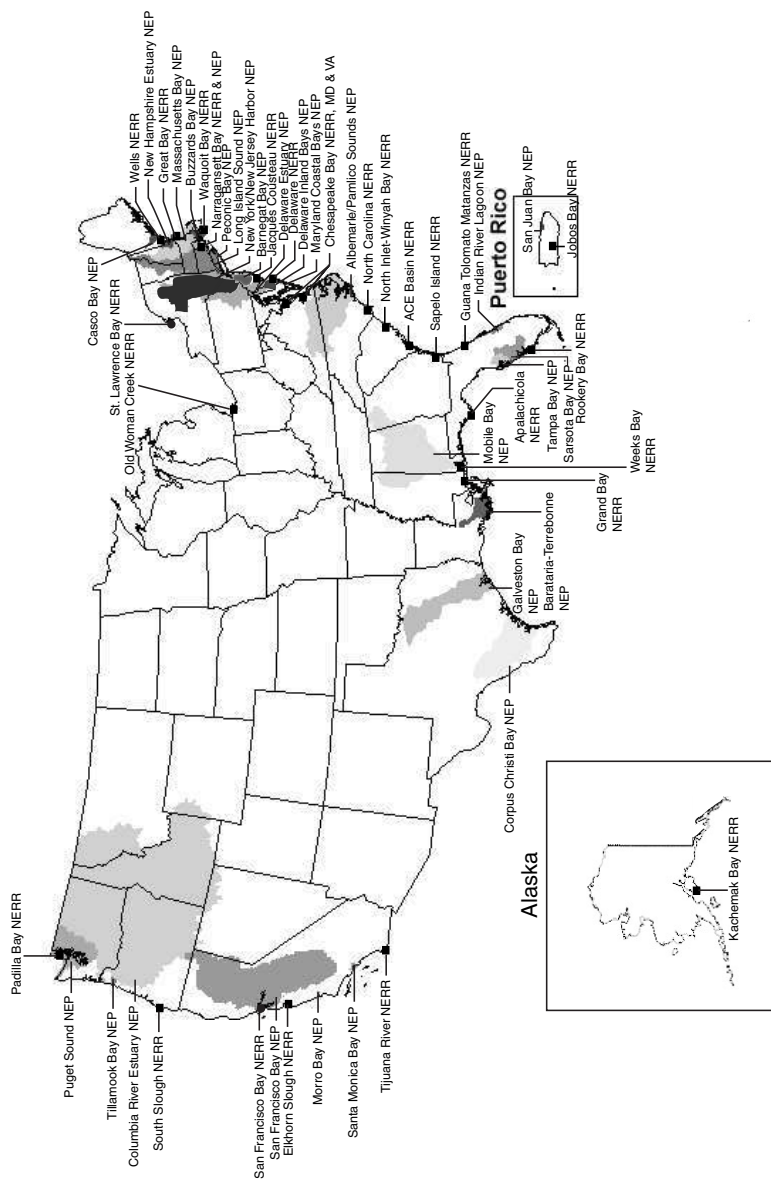 Padilla Bay NERR
Puget Sound NEP
Tillamook Bay NEP
Columbia River Estuary NEP
South Slough NERR
San Francisco Bay NERR
San Francisco Bay NEP
Elkhorn Slough NERR
Morro Bay NEP
Santa Monica Bay NEP
Tijuana River NERR
Alaska
Kachemak Bay NERR
Corpus Christi Bay NEP
Galveston Bay
NEP
Barataria-Terrebonne
NEP
Grand Bay
NERR
Weeks Bay
NERR
Mobile Bay
NEP
Apalachicola
NERR
Tampa Bay NEP
Sarsota Bay NEP
Rookery Bay NERR
Old Woman Creek NERR
St. Lawrence Bay NERR
Casco Bay NEP
Wells NERR
New Hampshire Estuary NEP
Great Bay NERR
Massachusetts Bay NEP
Buzzards Bay NEP
Waquoit Bay NERR
Narragansett Bay NERR & NEP
Peconic Bay NEP
Long Island Sound NEP
New York/New Jersey Harbor NEP
Barnegat Bay NEP
Jacques Cousteau NERR
Delaware Estuary NEP
Delaware NERR
Delaware Inland Bays NEP
Maryland Coastal Bays NEP
Chesapeake Bay NERR, MD & VA
Albemarle/Pamlico Sounds NEP
North Carolina NERR
North Inlet-Winyah Bay NERR
ACE Basin NERR
Sapelo Island NERR
Guana Tolomato Matanzas NERR
Indian River Lagoon NEP
Puerto Rico
San Juan Bay NEP
Jobos Bay NERR